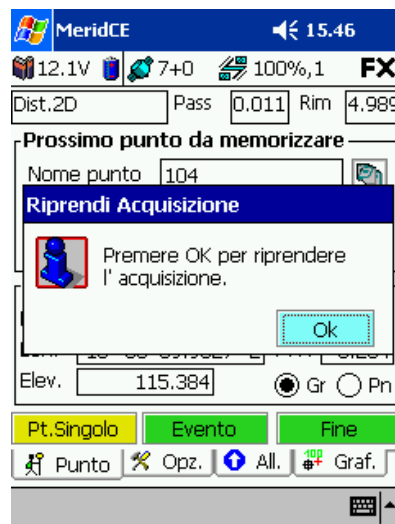 MeridCE 15.46
12.1V 7+0 100%,1 FX
Dist.2D Pass 0.011 Rim 4.989
Prossimo punto da memorizzare
Nome punto 104
Riprendi Acquisizione
Premere OK per riprendere
l' acquisizione.
Ok
Elev. 115.384 Gr Pn
Pt.Singolo Evento Fine
Punto Opz. All. Graf.